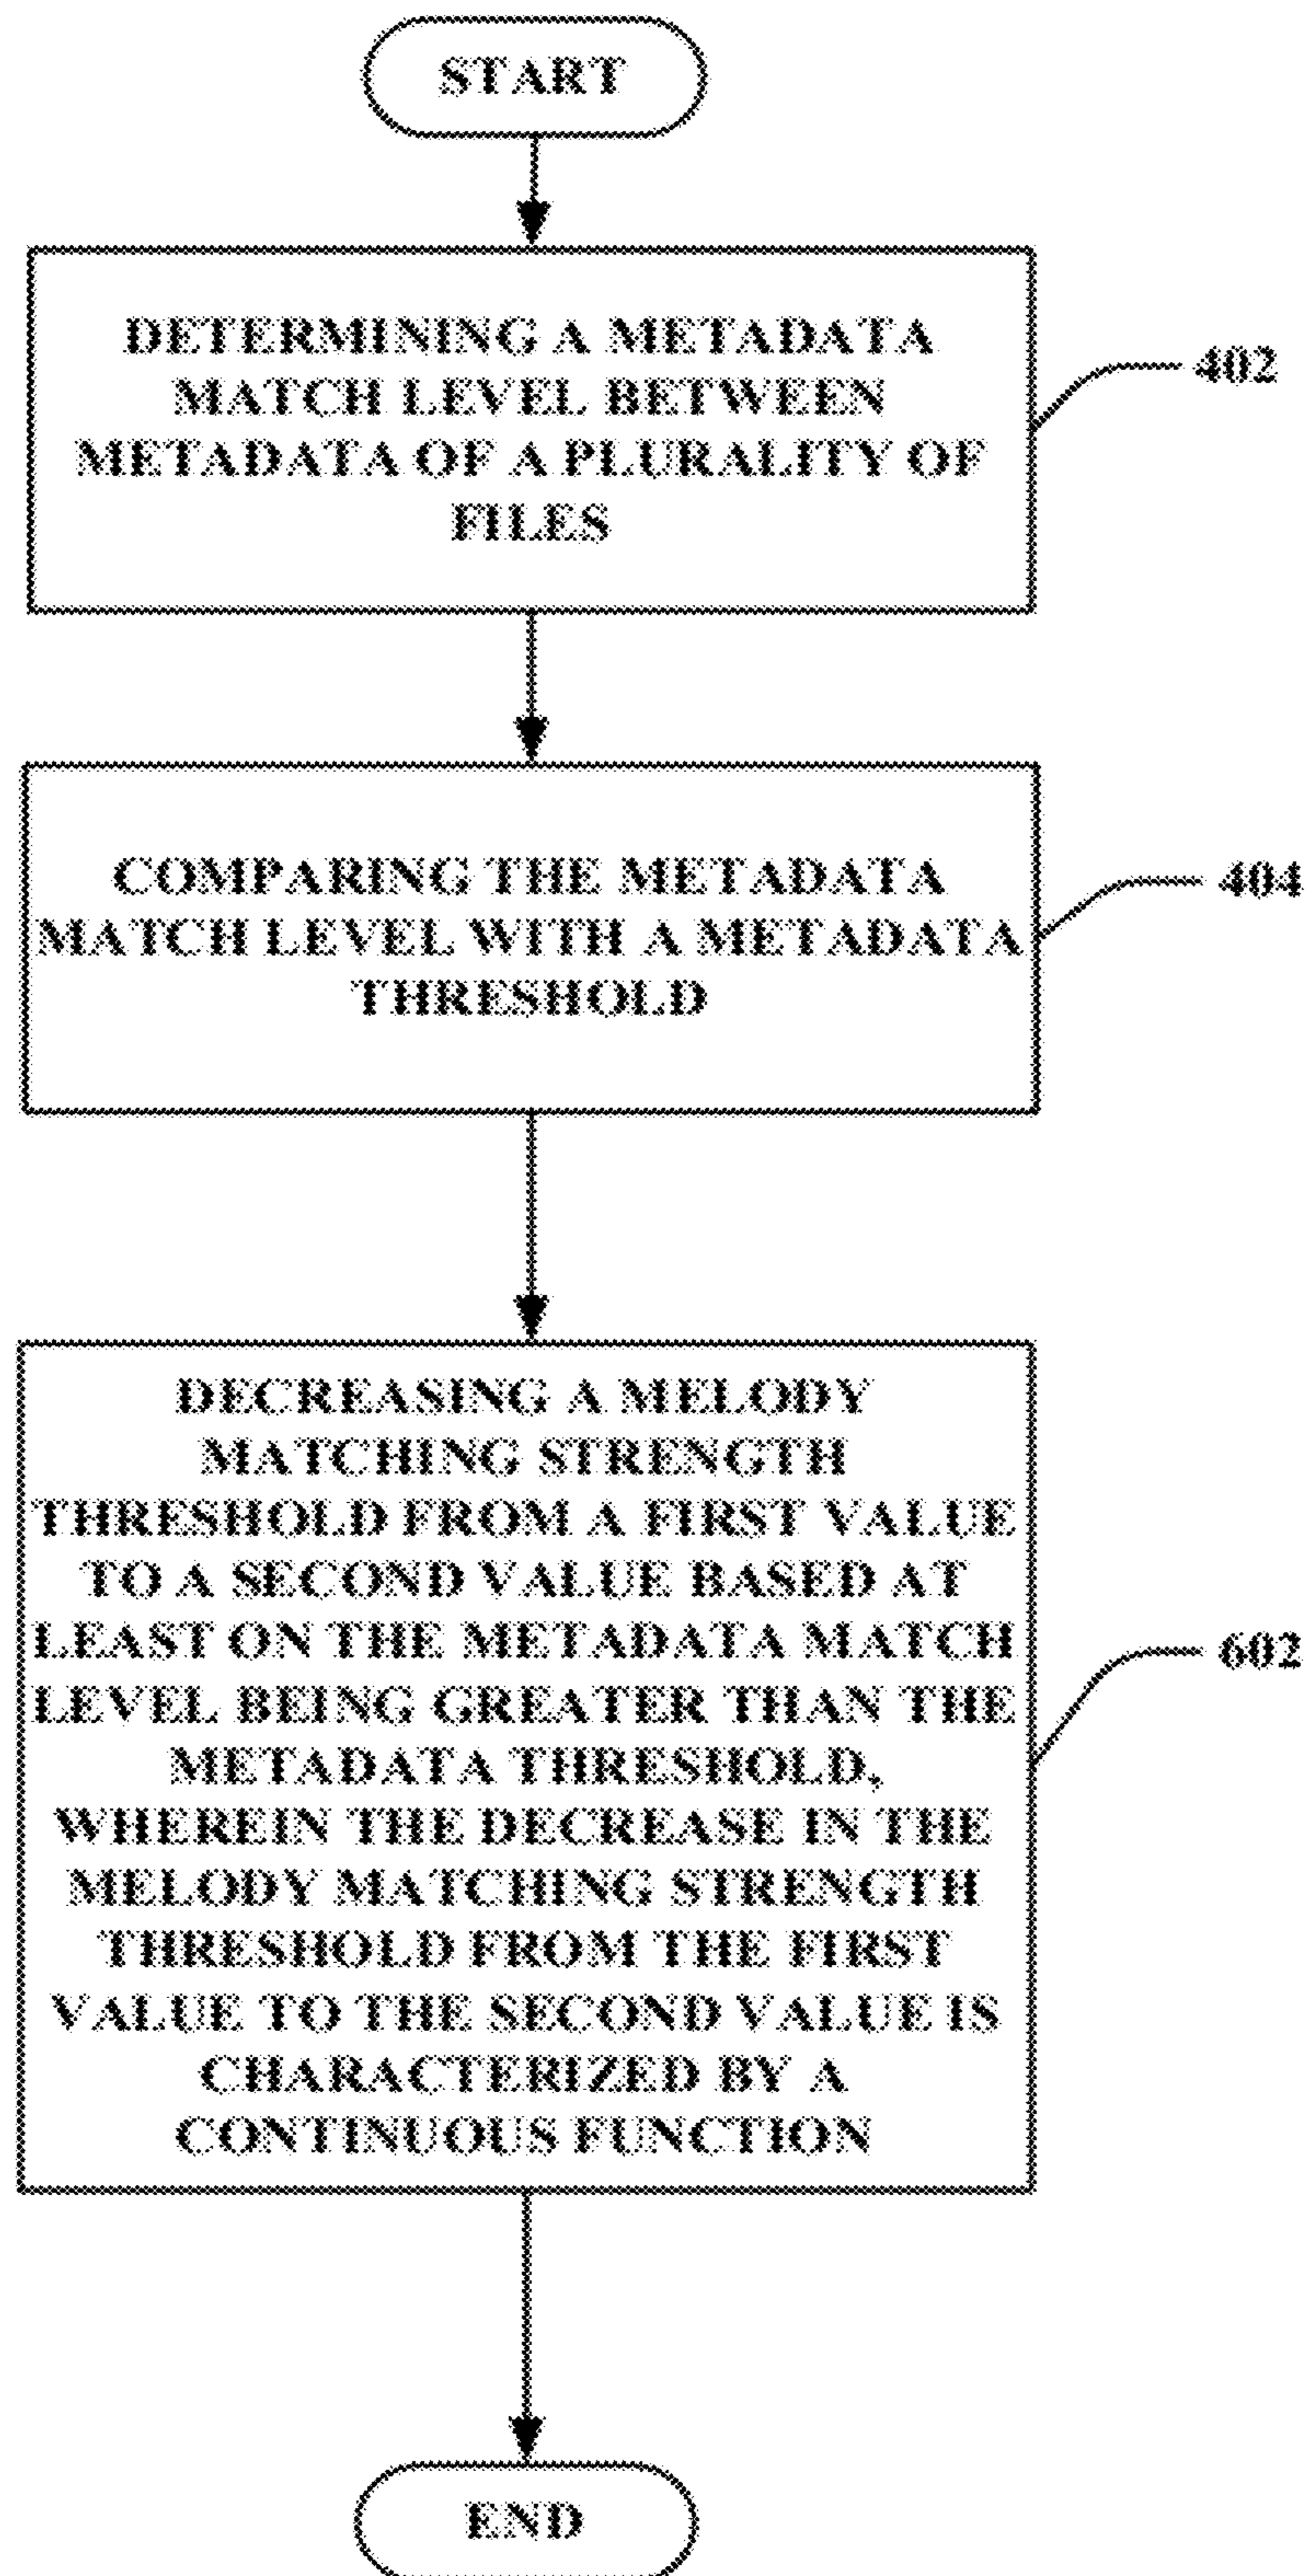 START
DETERMINING A METADATA
MATCH LEVEL BETWEEN
METADATA OF A PLURALITY OF
FILES
402
COMPARING THE METADATA
MATCH LEVEL WITH A METADATA
THRESHOLD
404
DECREASING A MELODY
MATCHING STRENGTH
THRESHOLD FROM A FIRST VALUE
TO A SECOND VALUE BASED AT
LEAST ON THE METADATA MATCH
LEVEL BEING GREATER THAN THE
METADATA THRESHOLD,
WHEREIN THE DECREASE IN THE
MELODY MATCHING STRENGTH
THRESHOLD FROM THE FIRST
VALUE TO THE SECOND VALUE IS
CHARACTERIZED BY A
CONTINUOUS FUNCTION
602
END